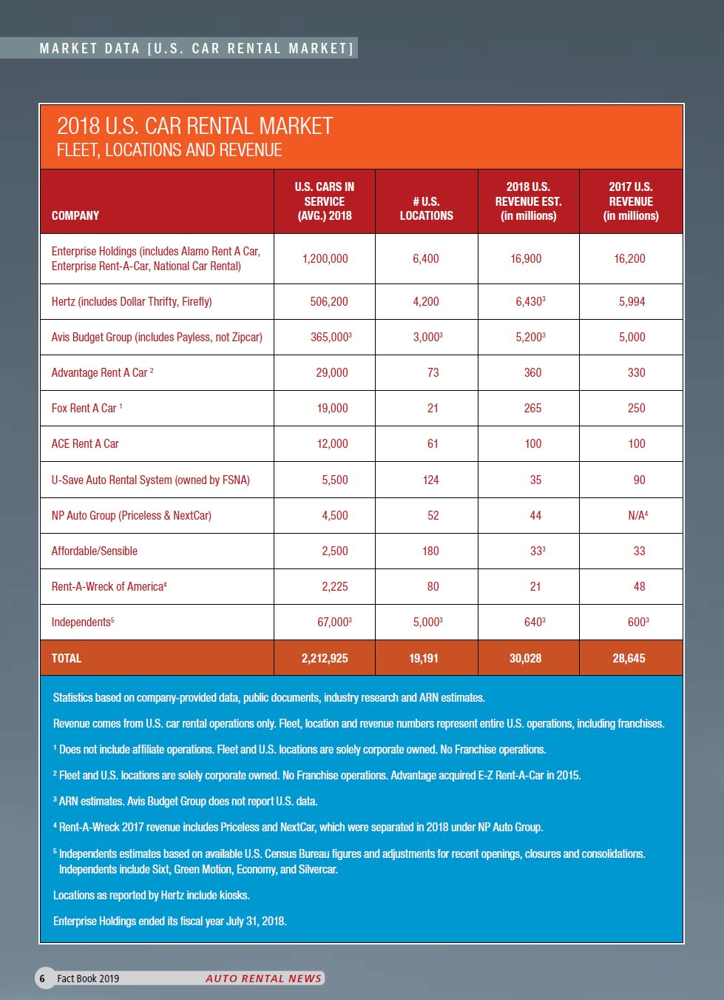 MARKET DATA [U.S. CAR RENTAL MARKET]
2018 U.S. CAR RENTAL MARKET
FLEET, LOCATIONS AND REVENUE
COMPANY
U.S. CARS IN
SERVICE
(AVG.) 2018
# U.S.
LOCATIONS
2018 U.S.
REVENUE EST.
(in millions)
2017 U.S.
REVENUE
(in millions)
Enterprise Holdings (includes Alamo Rent A Car,
Enterprise Rent-A-Car, National Car Rental)
1,200,000 6,400 16,900 16,200
Hertz (includes Dollar Thrifty, Firefly) 506,200 4,200 6,430³ 5,994
Avis Budget Group (includes Payless, not Zipcar) 365,000³ 3,000³ 5,200³ 5,000
Advantage Rent A Car ² 29,000 73 360 330
Fox Rent A Car ¹ 19,000 21 265 250
ACE Rent A Car 12,000 61 100 100
U-Save Auto Rental System (owned by FSNA) 5,500 124 35 90
NP Auto Group (Priceless & NextCar) 4,500 52 44 N/A⁴
Affordable/Sensible 2,500 180 33³ 33
Rent-A-Wreck of America⁴ 2,225 80 21 48
Independents⁵ 67,000³ 5,000³ 640³ 600³
TOTAL 2,212,925 19,191 30,028 28,645
Statistics based on company-provided data, public documents, industry research and ARN estimates.
Revenue comes from U.S. car rental operations only. Fleet, location and revenue numbers represent entire U.S. operations, including franchises.
¹ Does not include affiliate operations. Fleet and U.S. locations are solely corporate owned. No Franchise operations.
² Fleet and U.S. locations are solely corporate owned. No Franchise operations. Advantage acquired E-Z Rent-A-Car in 2015.
³ ARN estimates. Avis Budget Group does not report U.S. data.
⁴ Rent-A-Wreck 2017 revenue includes Priceless and NextCar, which were separated in 2018 under NP Auto Group.
⁵ Independents estimates based on available U.S. Census Bureau figures and adjustments for recent openings, closures and consolidations.
Independents include Sixt, Green Motion, Economy, and Silvercar.
Locations as reported by Hertz include kiosks.
Enterprise Holdings ended its fiscal year July 31, 2018.
6 Fact Book 2019 AUTO RENTAL NEWS